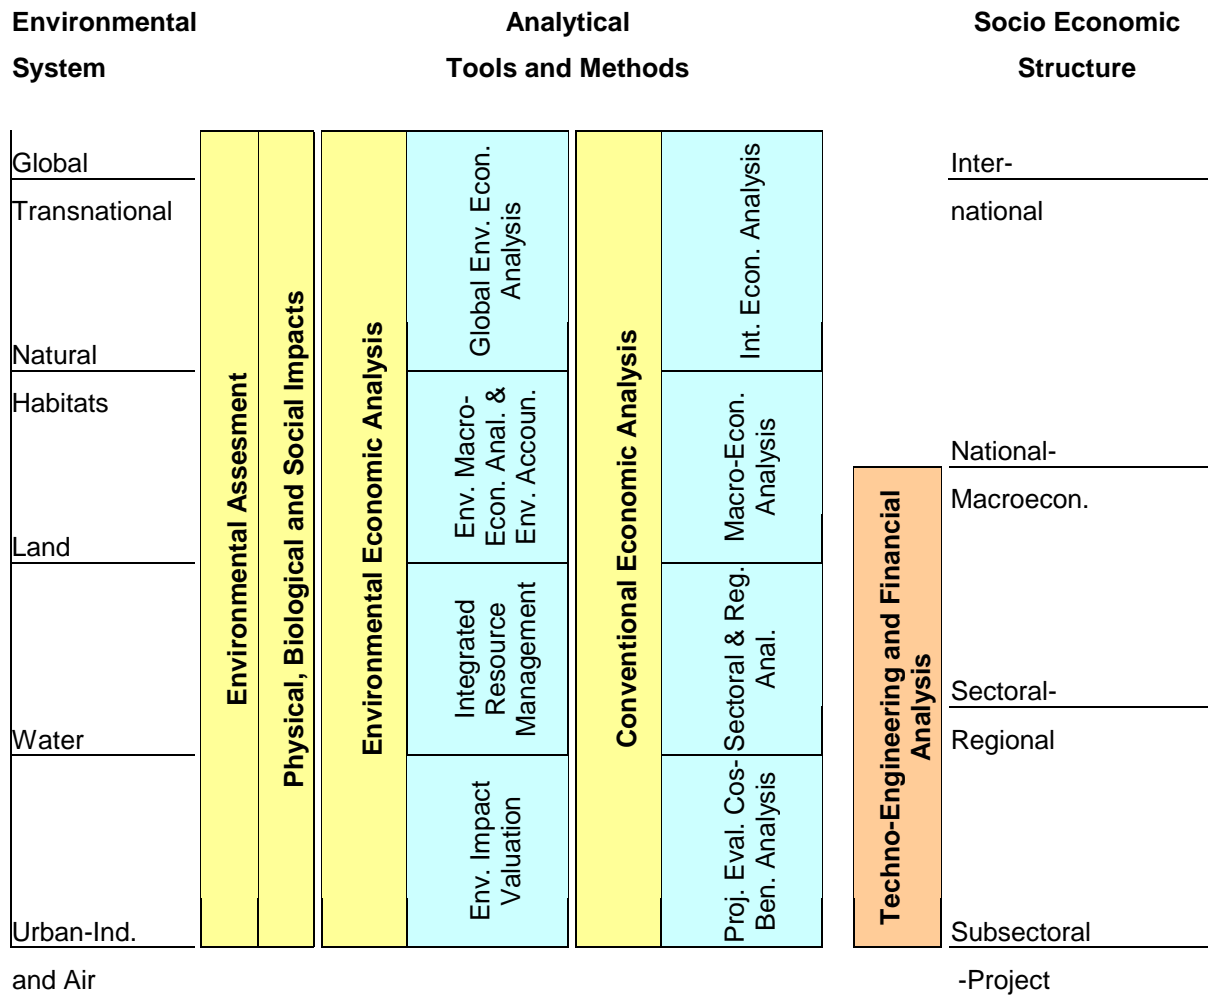 Environmental
System
Analytical
Tools and Methods
Socio Economic
Structure
Global
Transnational
Natural
Habitats
Land
Water
Urban-Ind.
and Air
Environmental Assesment
Physical, Biological and Social Impacts
Environmental Economic Analysis
Global Env. Econ.
Analysis
Env. Macro-
Econ. Anal. &
Env. Accoun.
Integrated
Resource
Management
Env. Impact
Valuation
Conventional Economic Analysis
Int. Econ. Analysis
Macro-Econ.
Analysis
Sectoral & Reg.
Anal.
Proj. Eval. Cos-
Ben. Analysis
Techno-Engineering and Financial
Analysis
Inter-
national
National-
Macroecon.
Sectoral-
Regional
Subsectoral
-Project